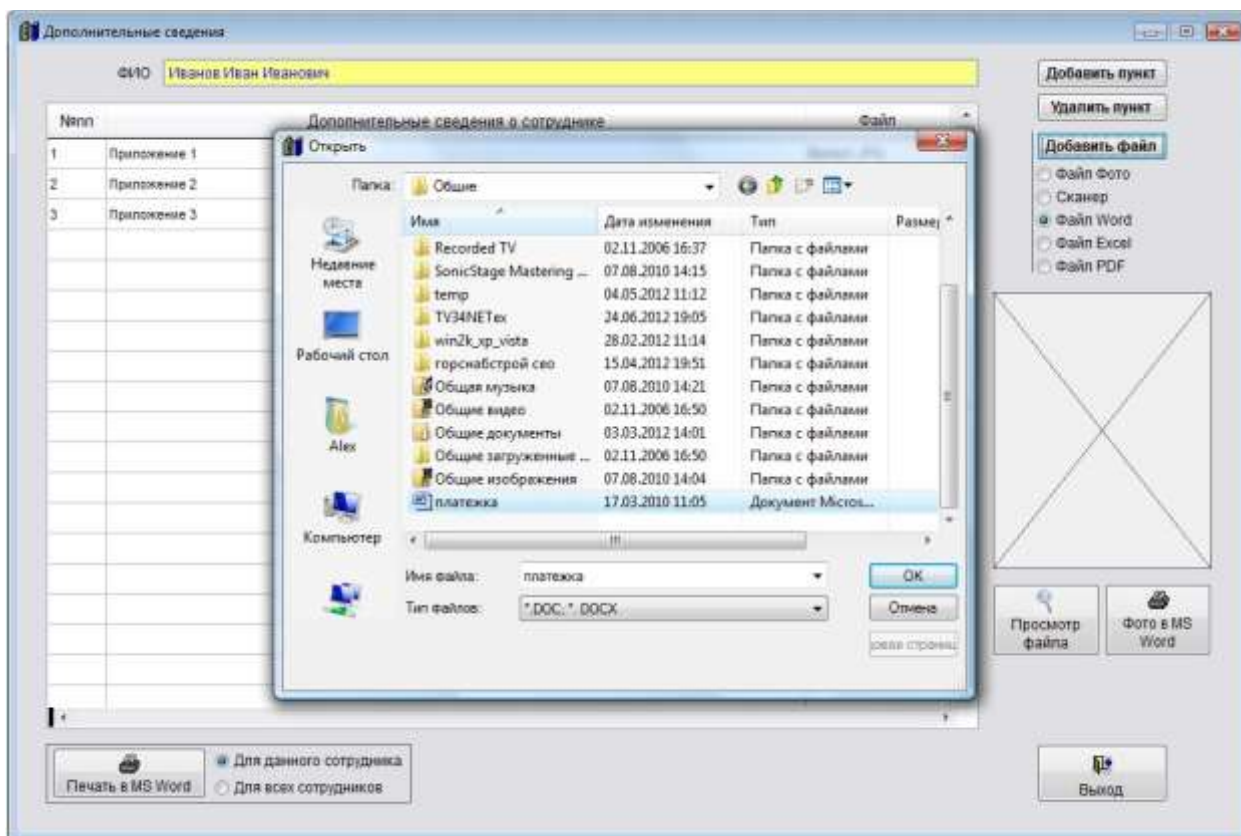 Дополнительные сведения
ФИО Иванов Иван Иванович
Добавить пункт
Удалить пункт
№пп Дополнительные сведения о сотруднике Файл
1 Приложение 1
2 Приложение 2
3 Приложение 3
Добавить файл
Файл Фото
Сканер
Файл Word
Файл Excel
Файл PDF
Открыть
Папка: Общие
Недавние места
Рабочий стол
Alex
Компьютер
Имя Дата изменения Тип Размер
Recorded TV 02.11.2006 16:37 Папка с файлами
SonicStage Mastering ... 07.08.2010 14:15 Папка с файлами
temp 04.05.2012 11:12 Папка с файлами
TV34NETex 24.06.2012 19:05 Папка с файлами
win2k_xp_vista 28.02.2012 11:14 Папка с файлами
горснабстрой сео 15.04.2012 19:51 Папка с файлами
Общая музыка 07.08.2010 14:21 Папка с файлами
Общие видео 02.11.2006 16:50 Папка с файлами
Общие документы 03.03.2012 14:01 Папка с файлами
Общие загруженные ... 02.11.2006 16:50 Папка с файлами
Общие изображения 07.08.2010 14:04 Папка с файлами
платежка 17.03.2010 11:05 Документ Micros...
Имя файла: платежка OK
Тип файлов: *.DOC, *. DOCX Отмена
Просмотр файла
Фото в MS Word
Печать в MS Word
Для данного сотрудника
Для всех сотрудников
Выход